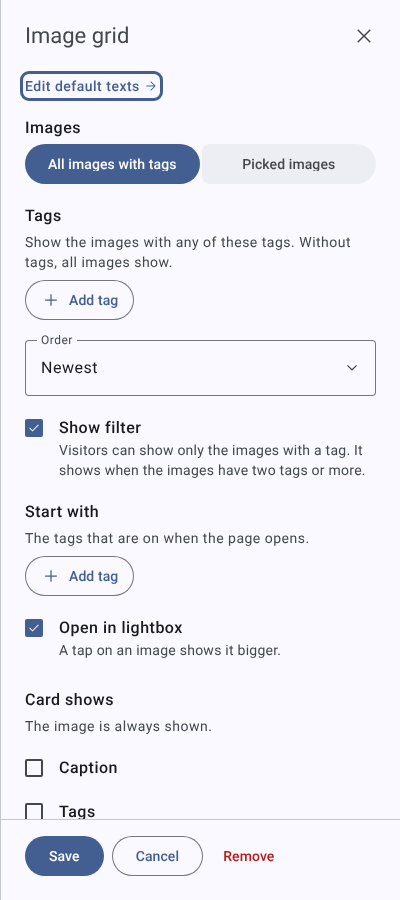 Image grid
Edit default texts →
Images
All images with tags
Picked images
Tags
Show the images with any of these tags. Without
tags, all images show.
Add tag
Order
Newest
Show filter
Visitors can show only the images with a tag. It
shows when the images have two tags or more.
Start with
The tags that are on when the page opens.
Add tag
Open in lightbox
A tap on an image shows it bigger.
Card shows
The image is always shown.
Caption
Tags
Save
Cancel
Remove